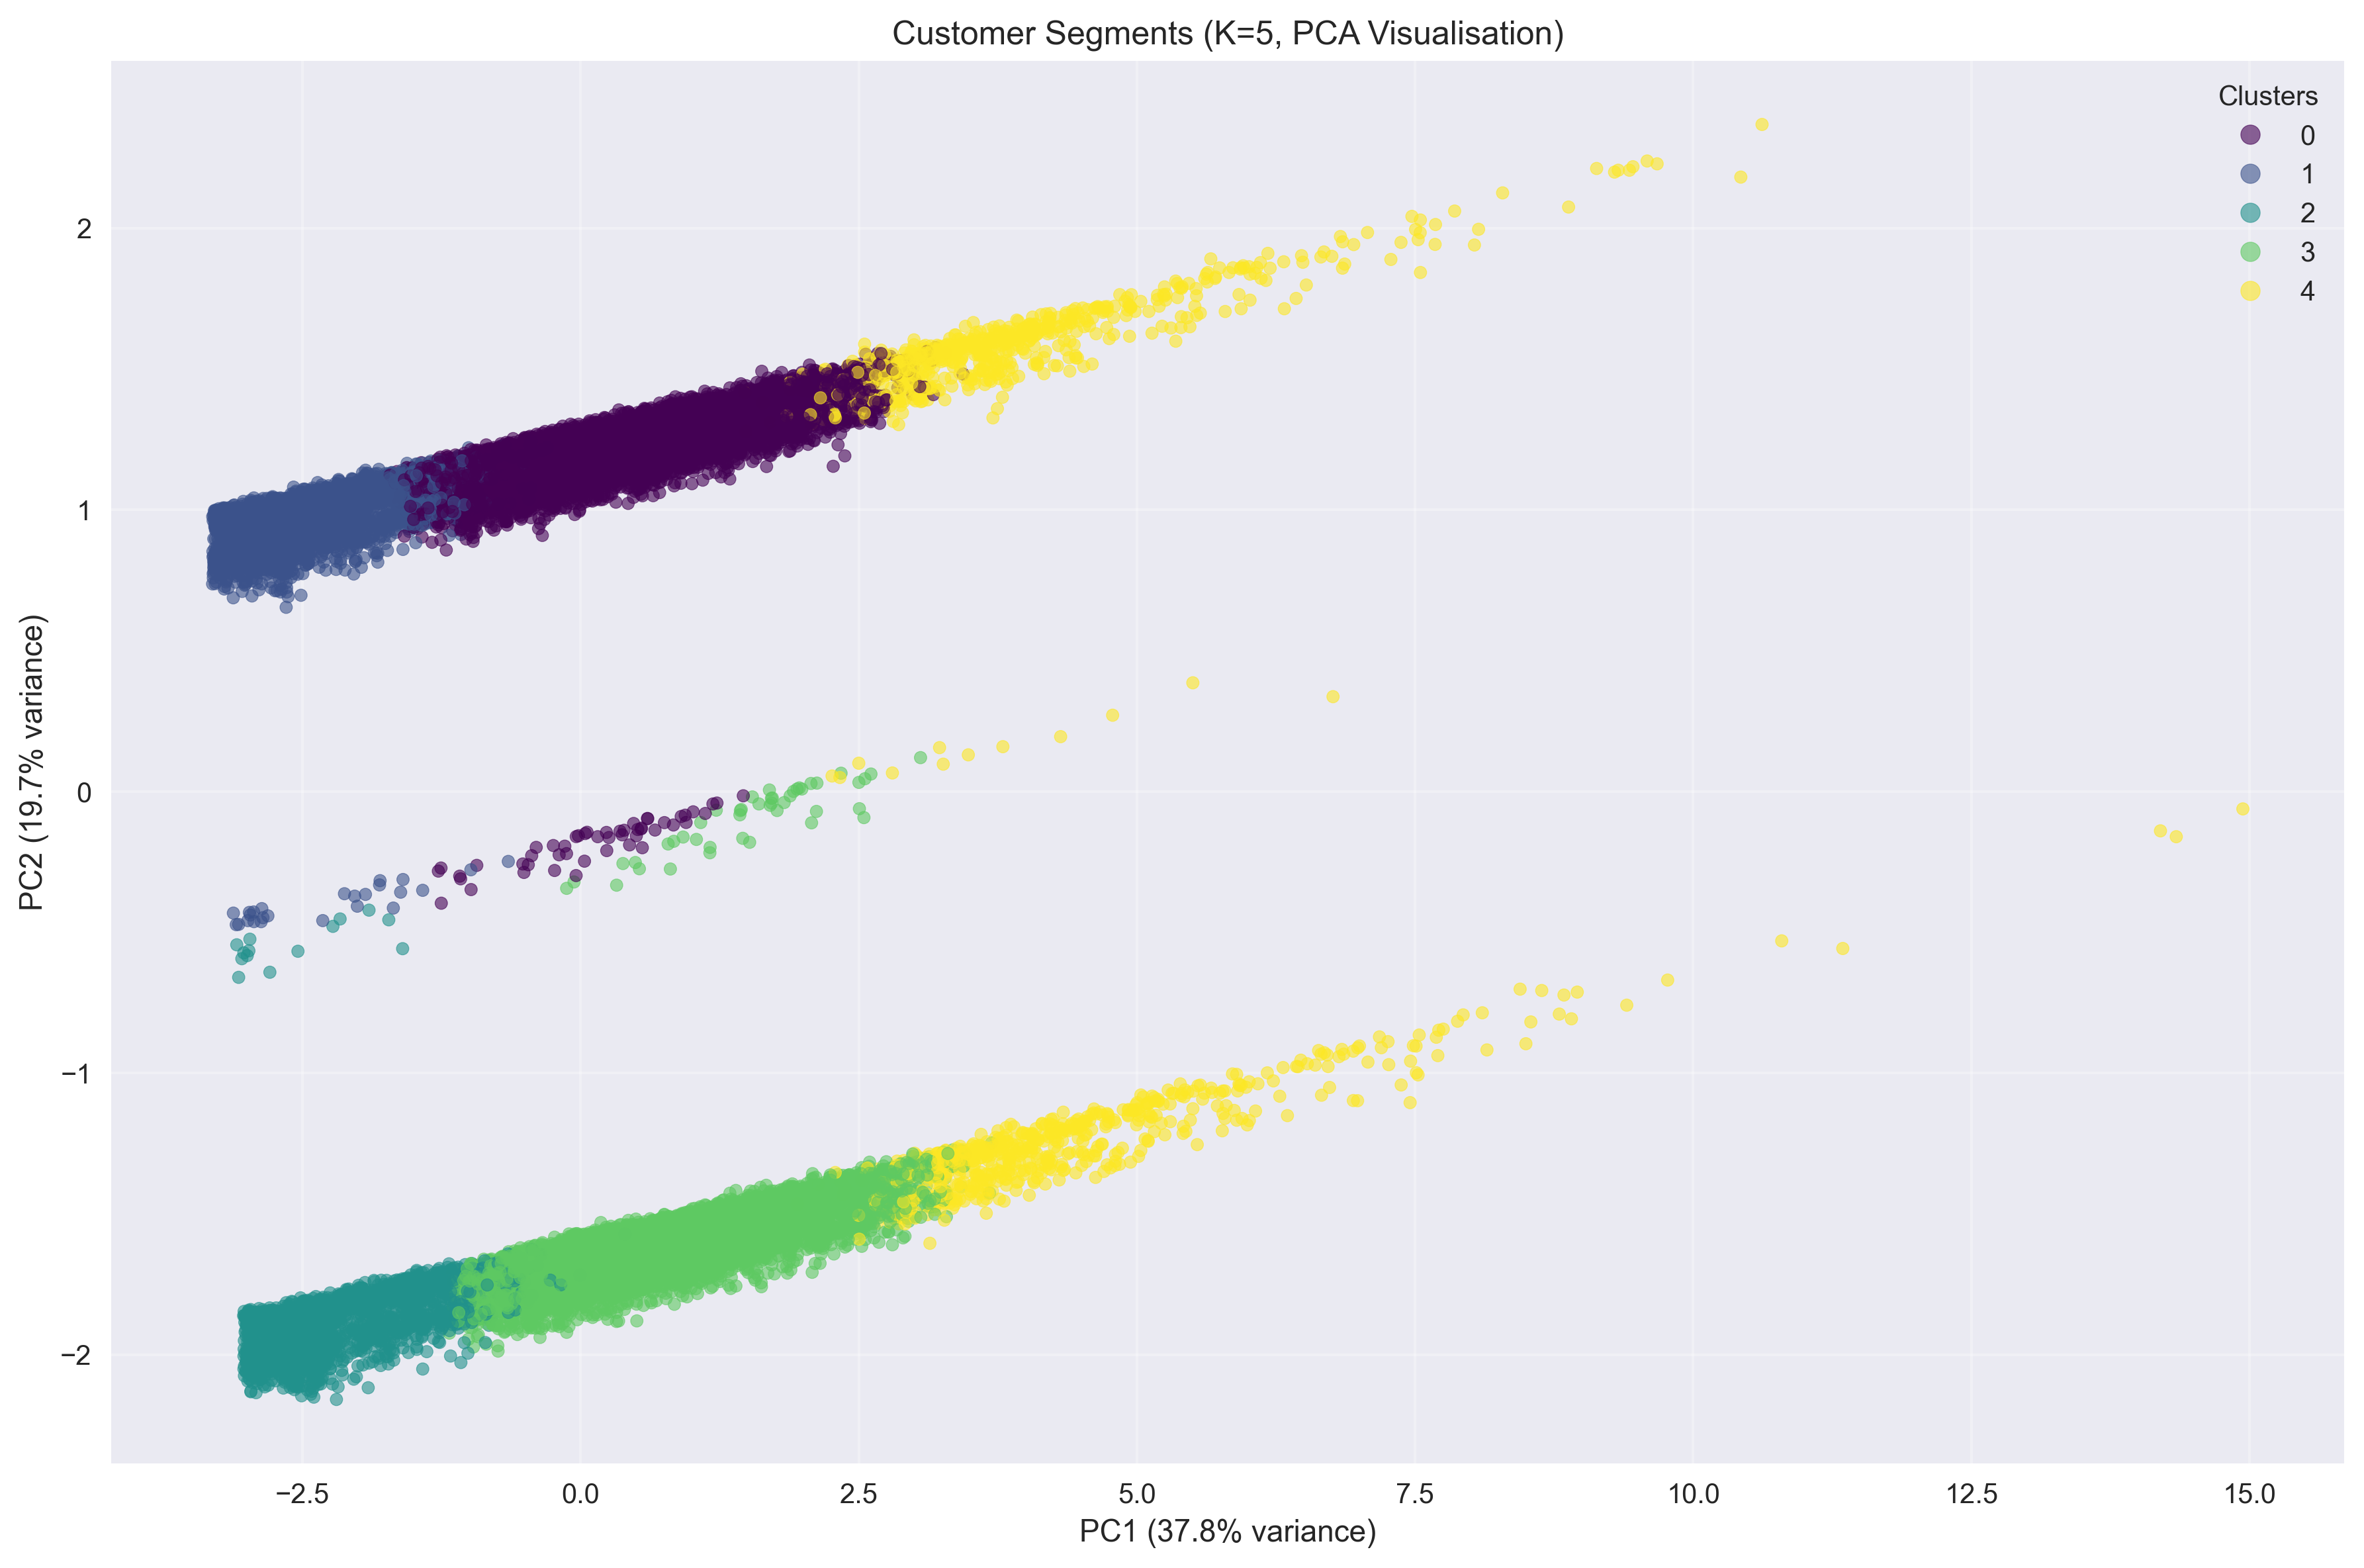 Customer Segments (K=5, PCA Visualisation)
Clusters
0
1
2
3
4
2
1
0
−1
−2
PC2 (19.7% variance)
−2.5 0.0 2.5 5.0 7.5 10.0 12.5 15.0
PC1 (37.8% variance)